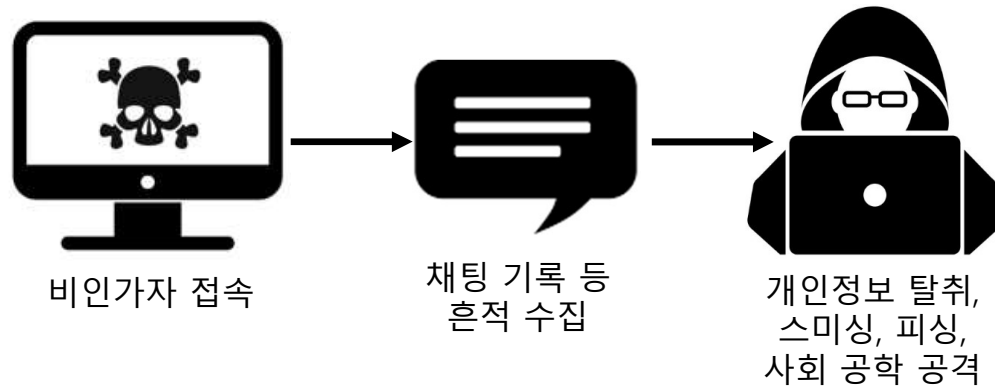 비인가자 접속
채팅 기록 등
흔적 수집
개인정보 탈취,
스미싱, 피싱,
사회 공학 공격